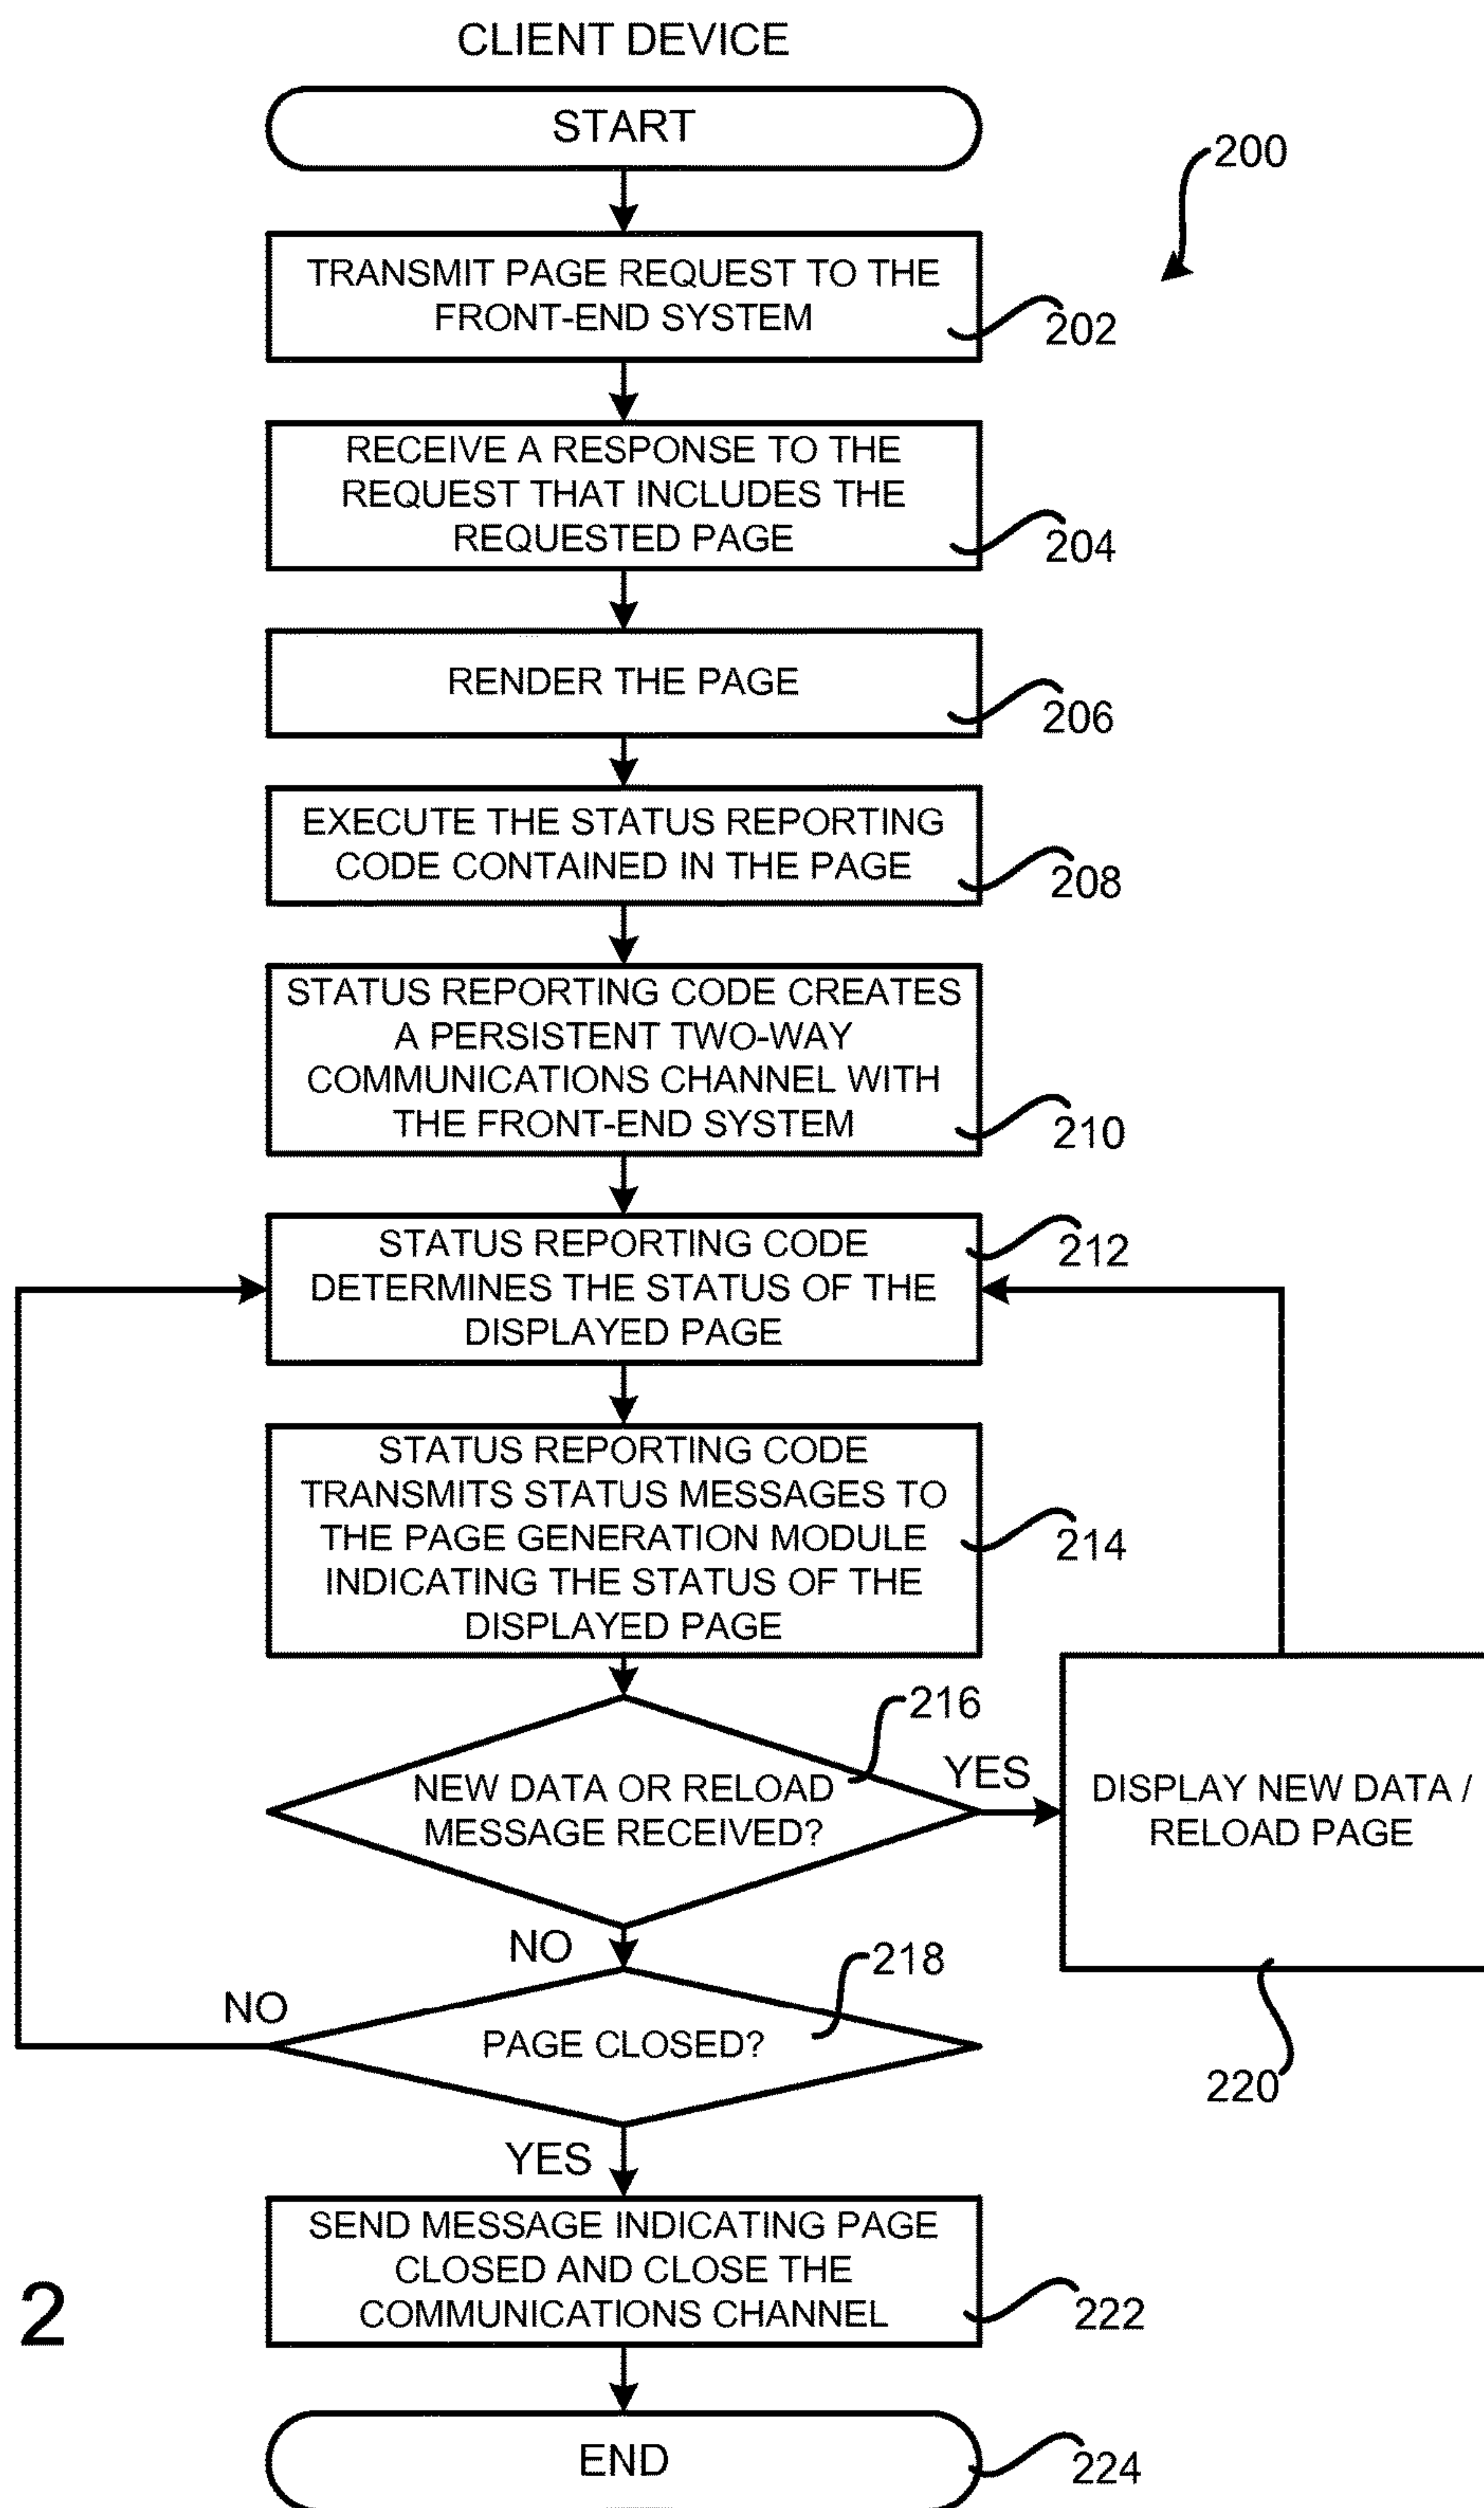 CLIENT DEVICE
START
200
TRANSMIT PAGE REQUEST TO THE
FRONT-END SYSTEM
202
RECEIVE A RESPONSE TO THE
REQUEST THAT INCLUDES THE
REQUESTED PAGE
204
RENDER THE PAGE
206
EXECUTE THE STATUS REPORTING
CODE CONTAINED IN THE PAGE
208
STATUS REPORTING CODE CREATES
A PERSISTENT TWO-WAY
COMMUNICATIONS CHANNEL WITH
THE FRONT-END SYSTEM
210
STATUS REPORTING CODE
DETERMINES THE STATUS OF THE
DISPLAYED PAGE
212
STATUS REPORTING CODE
TRANSMITS STATUS MESSAGES TO
THE PAGE GENERATION MODULE
INDICATING THE STATUS OF THE
DISPLAYED PAGE
214
216
NEW DATA OR RELOAD
MESSAGE RECEIVED?
YES
DISPLAY NEW DATA /
RELOAD PAGE
220
NO
218
NO
PAGE CLOSED?
YES
SEND MESSAGE INDICATING PAGE
CLOSED AND CLOSE THE
COMMUNICATIONS CHANNEL
222
2
END
224